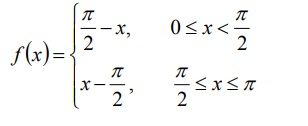 f(x) = { π/2 − x, 0 ≤ x < π/2
x − π/2, π/2 ≤ x ≤ π